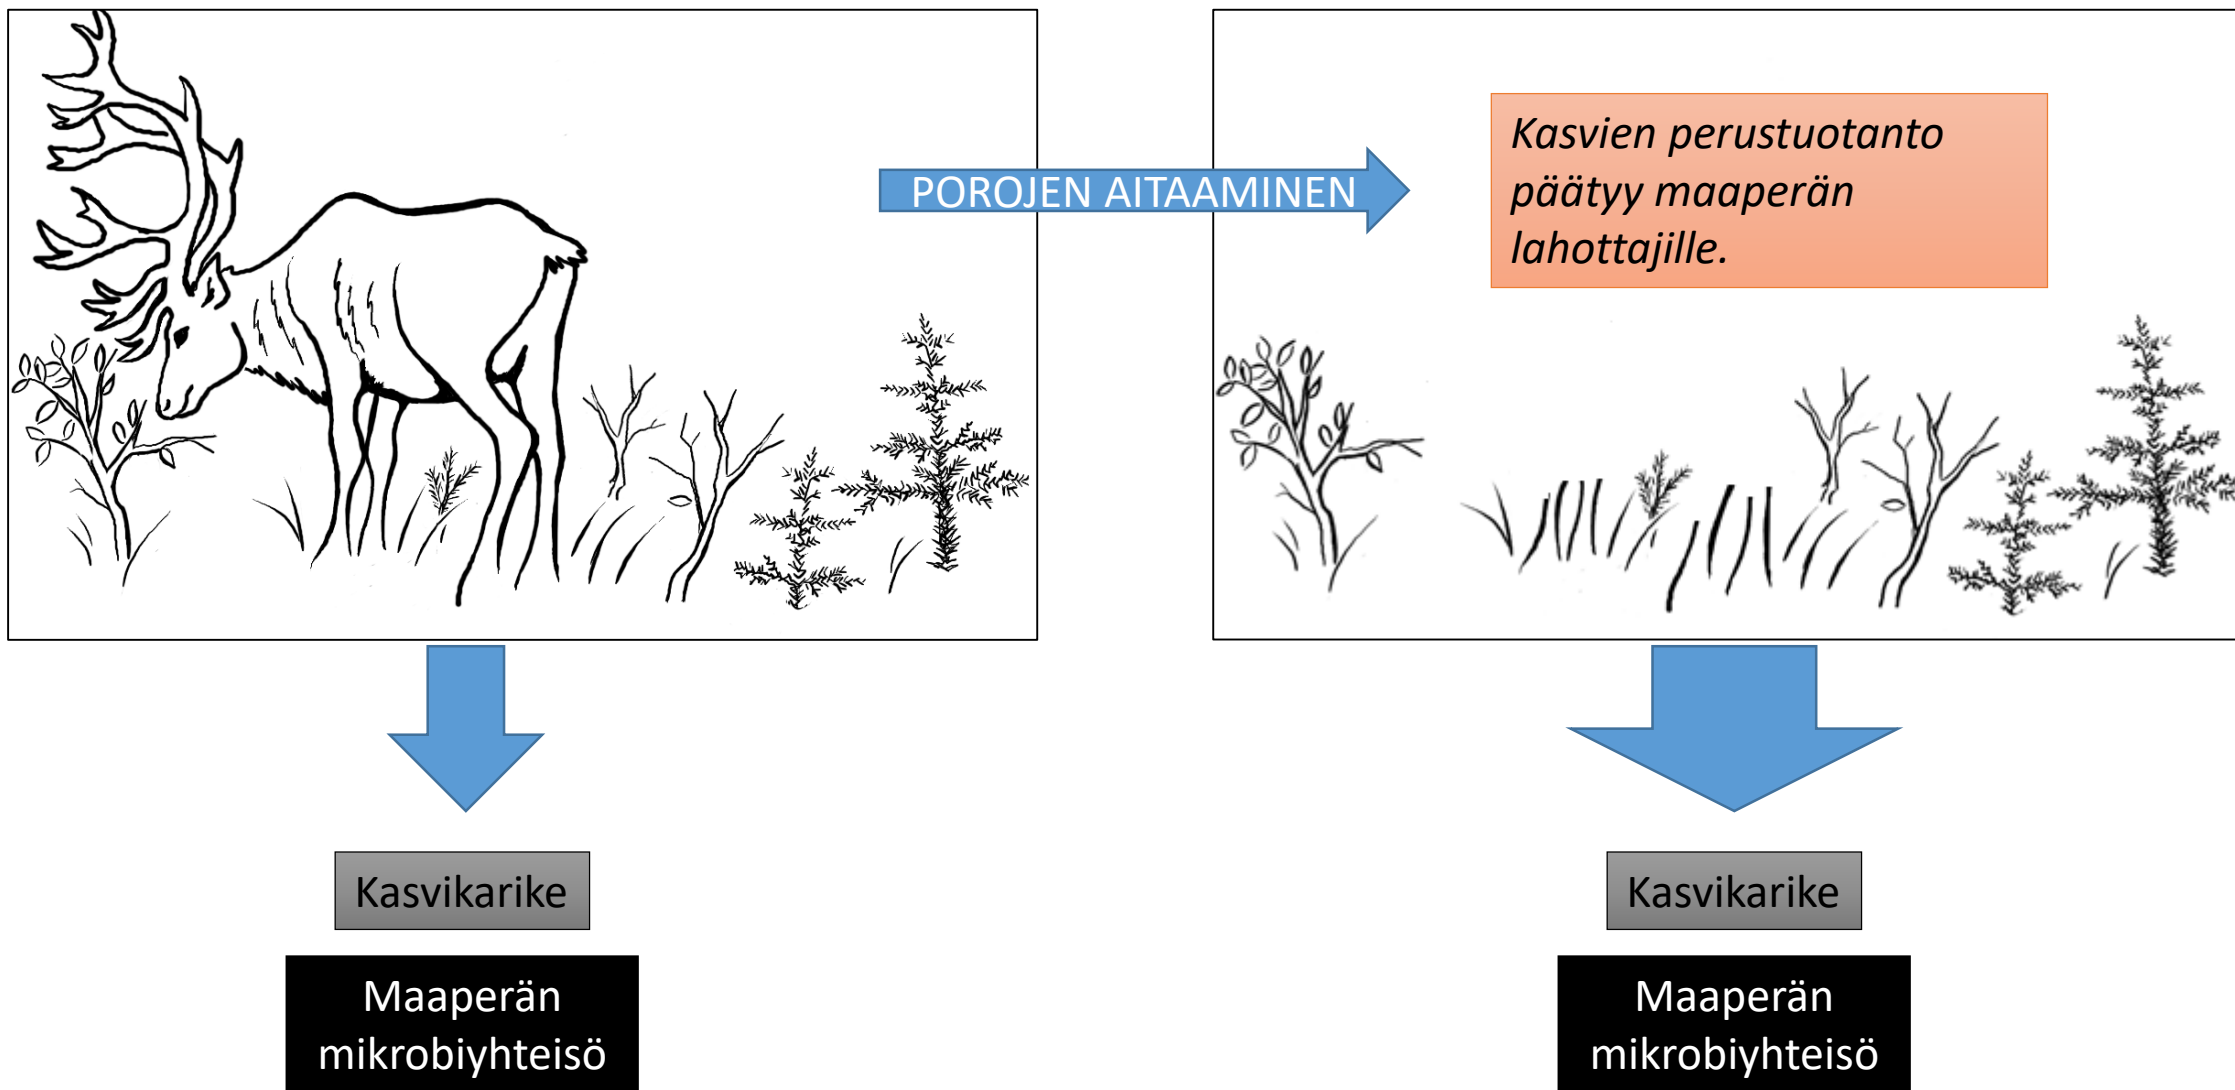 POROJEN AITAAMINEN
Kasvien perustuotanto
päätyy maaperän
lahottajille.
Kasvikarike
Maaperän
mikrobiyhteisö
Kasvikarike
Maaperän
mikrobiyhteisö